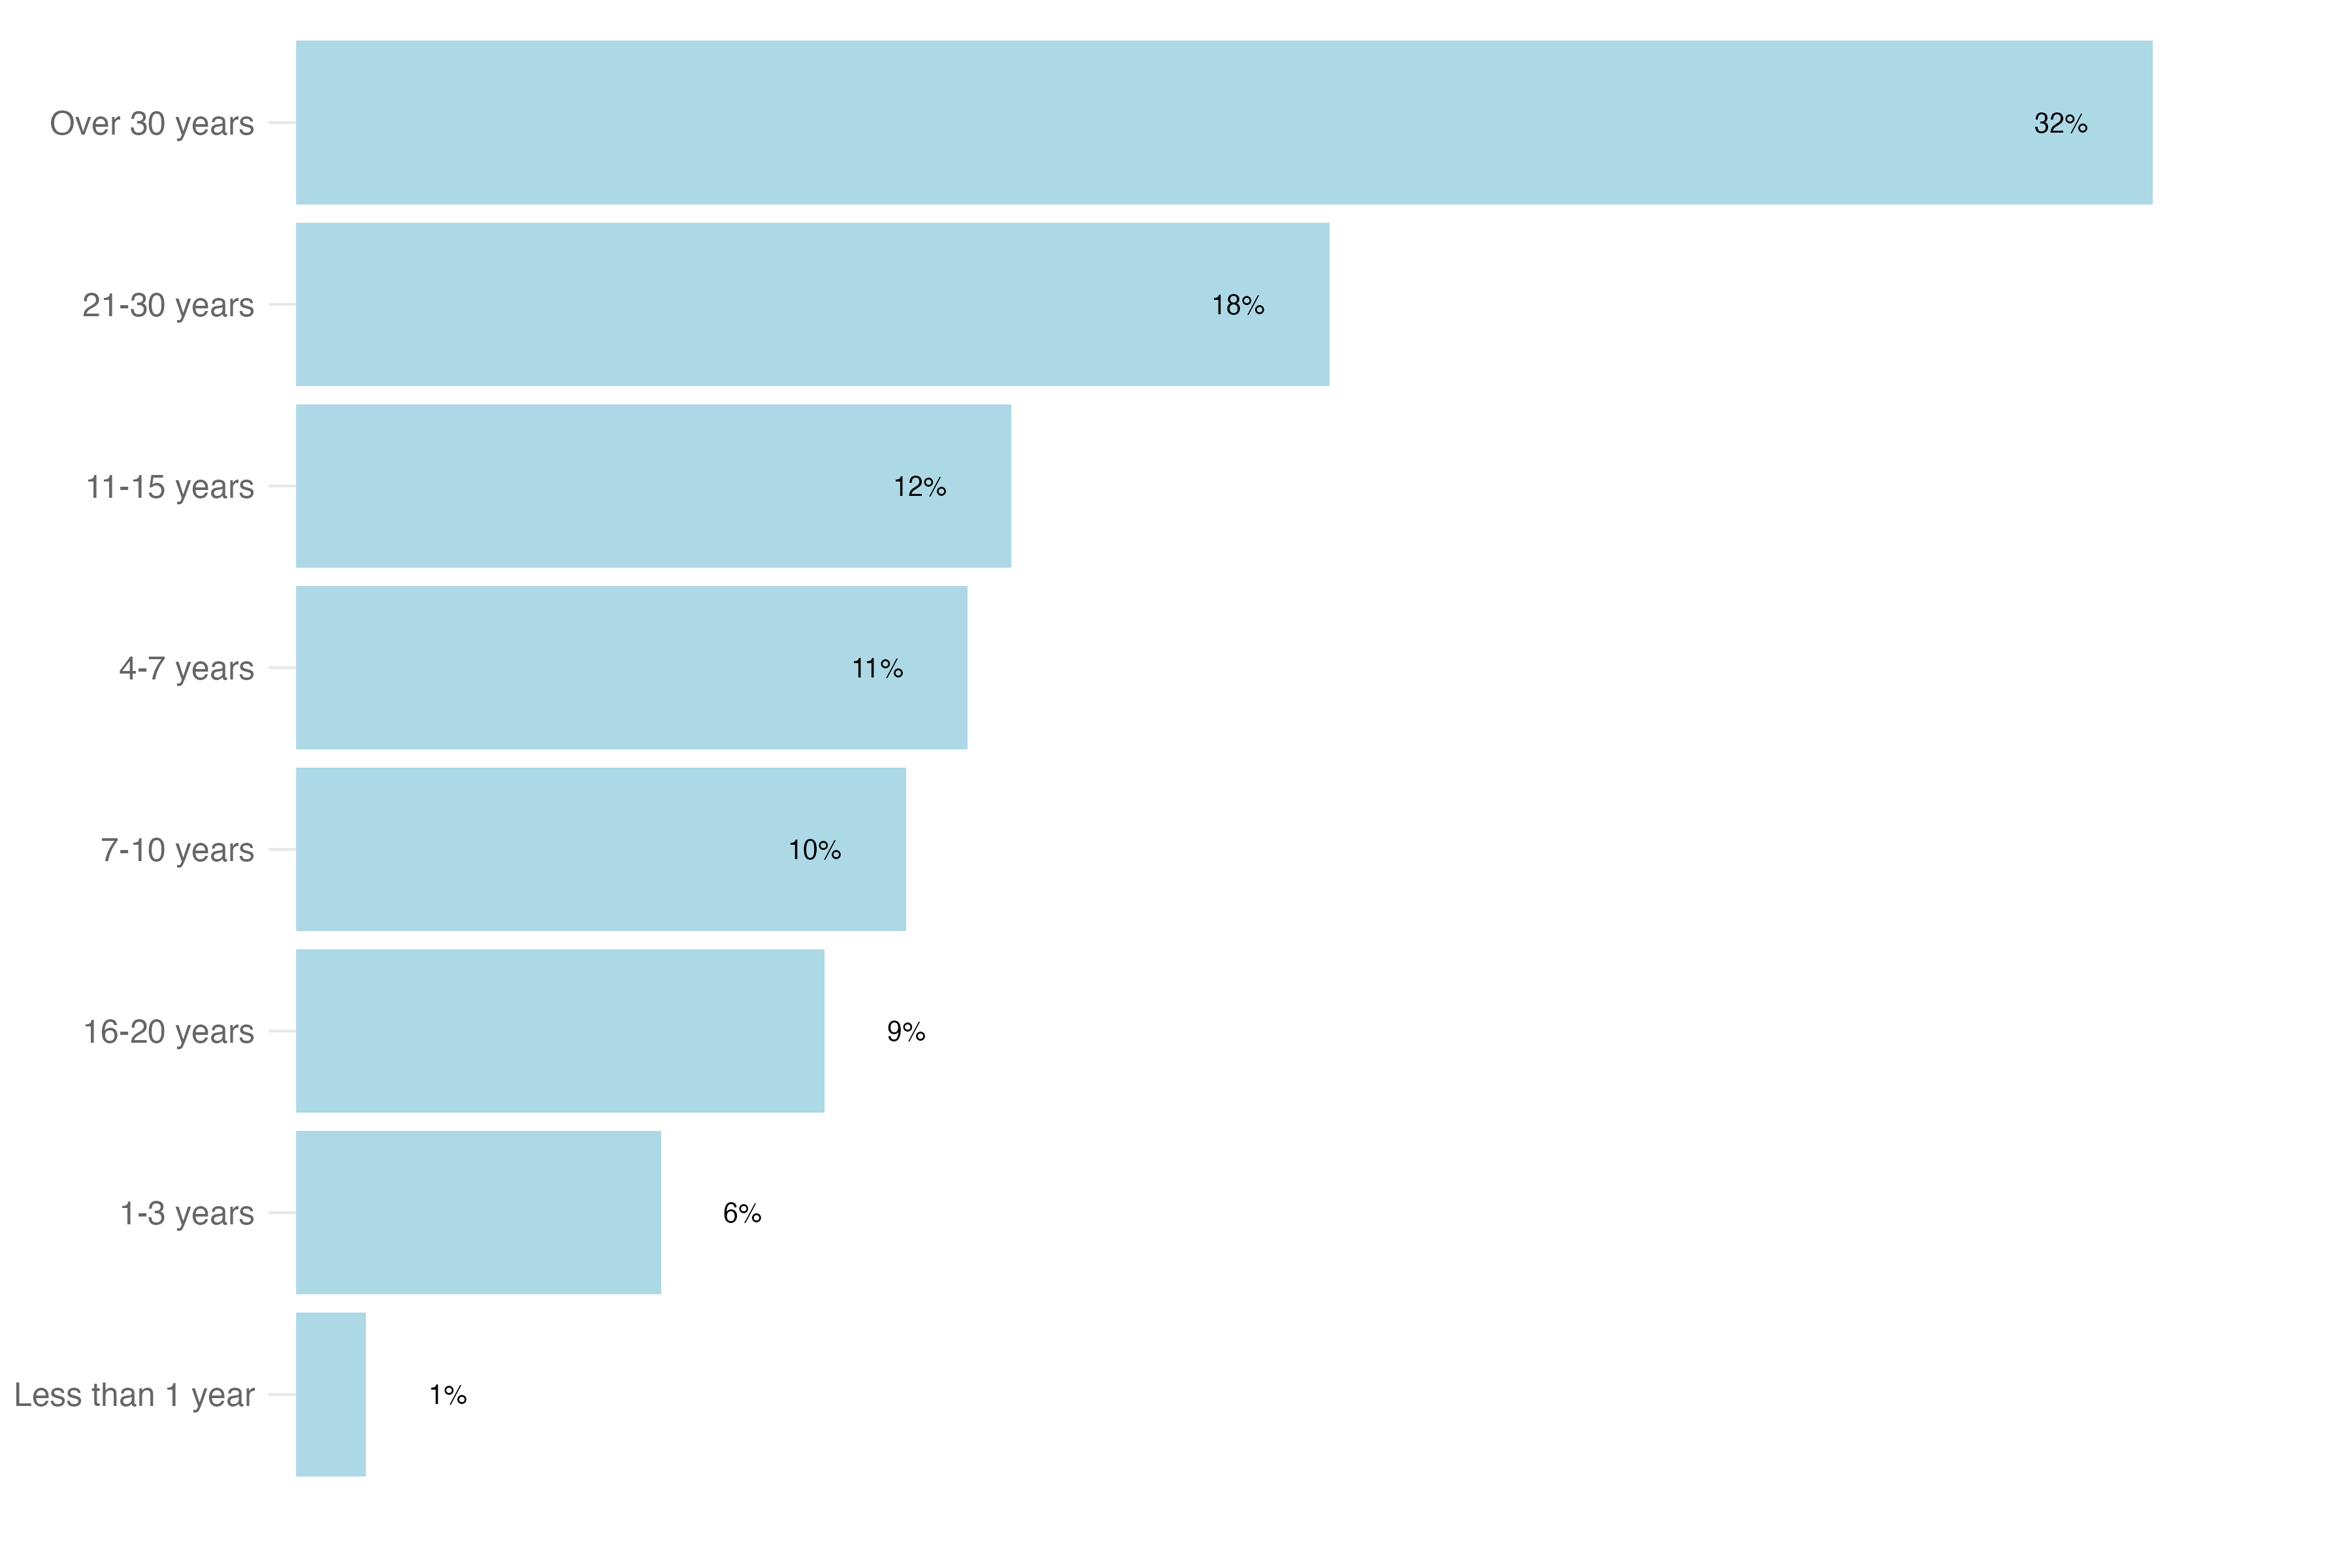 Over 30 years 32%
21-30 years 18%
11-15 years 12%
4-7 years 11%
7-10 years 10%
16-20 years 9%
1-3 years 6%
Less than 1 year 1%